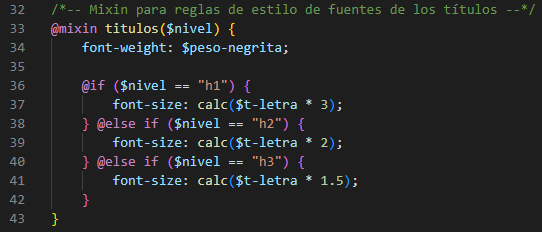 32 /*-- Mixin para reglas de estilo de fuentes de los títulos --*/
33 @mixin titulos($nivel) {
34     font-weight: $peso-negrita;
35
36     @if ($nivel == "h1") {
37         font-size: calc($t-letra * 3);
38     } @else if ($nivel == "h2") {
39         font-size: calc($t-letra * 2);
40     } @else if ($nivel == "h3") {
41         font-size: calc($t-letra * 1.5);
42     }
43 }